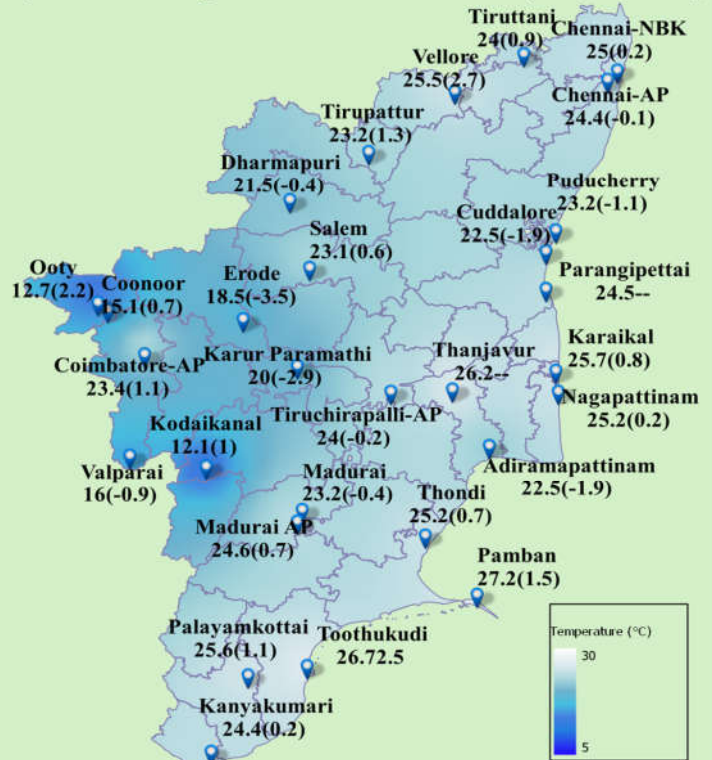 Tiruttani
24(0.9)
Chennai-NBK
25(0.2)
Vellore
25.5(2.7)
Chennai-AP
24.4(-0.1)
Tirupattur
23.2(1.3)
Dharmapuri
21.5(-0.4)
Puducherry
23.2(-1.1)
Cuddalore
22.5(-1.9)
Salem
23.1(0.6)
Ooty
12.7(2.2)
Coonoor
15.1(0.7)
Erode
18.5(-3.5)
Parangipettai
24.5--
Coimbatore-AP
23.4(1.1)
Karur Paramathi
20(-2.9)
Thanjavur
26.2--
Karaikal
25.7(0.8)
Nagapattinam
25.2(0.2)
Tiruchirapalli-AP
24(-0.2)
Kodaikanal
12.1(1)
Valparai
16(-0.9)
Adiramapattinam
22.5(-1.9)
Madurai
23.2(-0.4)
Thondi
25.2(0.7)
Madurai AP
24.6(0.7)
Pamban
27.2(1.5)
Palayamkottai
25.6(1.1)
Toothukudi
26.72.5
Kanyakumari
24.4(0.2)
Temperature (°C)
30
5